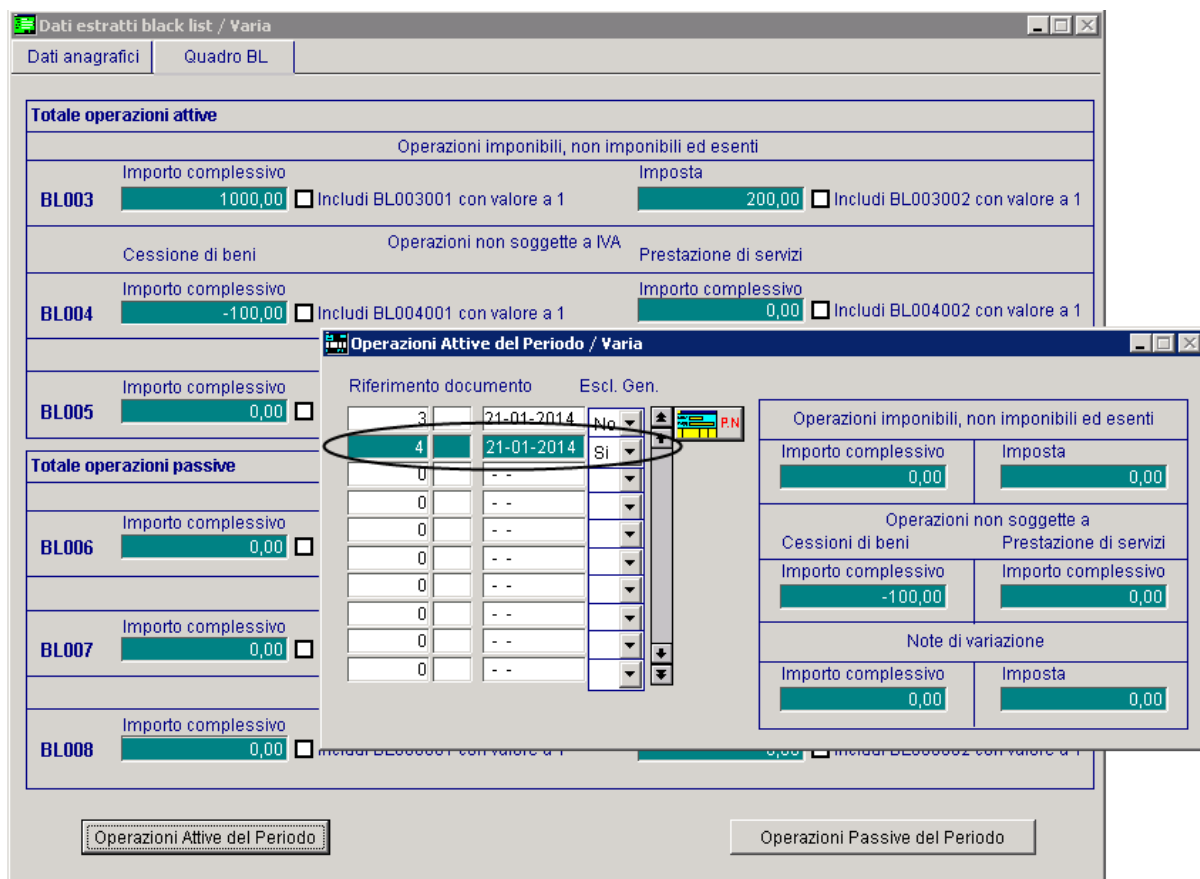 Dati estratti black list / Varia
Dati anagrafici Quadro BL
Totale operazioni attive
Operazioni imponibili, non imponibili ed esenti
Importo complessivo Imposta
BL003 1000,00 Includi BL003001 con valore a 1 200,00 Includi BL003002 con valore a 1
Operazioni non soggette a IVA
Cessione di beni Prestazione di servizi
Importo complessivo Importo complessivo
BL004 -100,00 Includi BL004001 con valore a 1 0,00 Includi BL004002 con valore a 1
Importo complessivo
BL005 0,00
Totale operazioni passive
Importo complessivo
BL006 0,00
Importo complessivo
BL007 0,00
Importo complessivo
BL008 0,00
Operazioni Attive del Periodo Operazioni Passive del Periodo
Operazioni Attive del Periodo / Varia
Riferimento documento Escl. Gen.
3 21-01-2014 No P.N
4 21-01-2014 Si
0 - -
0 - -
0 - -
0 - -
0 - -
0 - -
0 - -
0 - -
Operazioni imponibili, non imponibili ed esenti
Importo complessivo Imposta
0,00 0,00
Operazioni non soggette a
Cessioni di beni Prestazione di servizi
Importo complessivo Importo complessivo
-100,00 0,00
Note di variazione
Importo complessivo Imposta
0,00 0,00